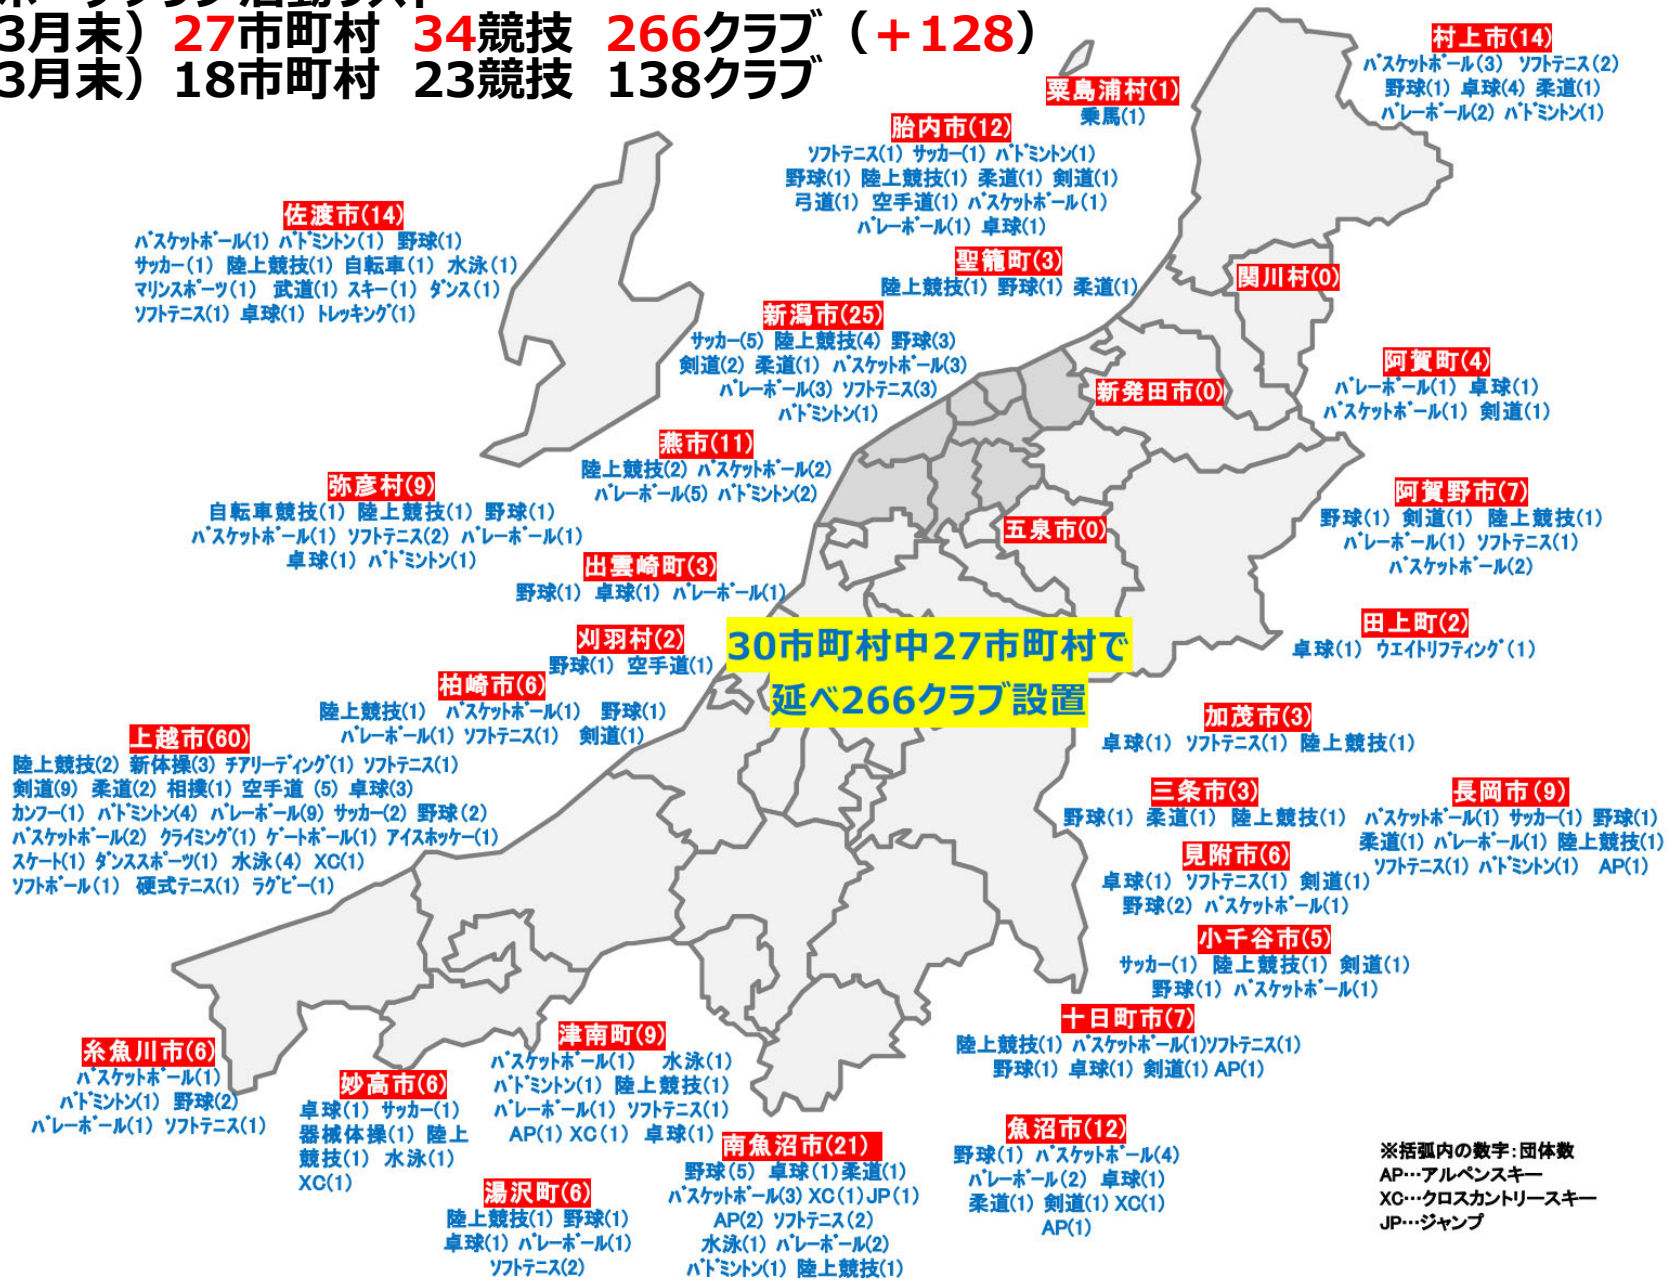 3月末）27市町村 34競技 266クラブ（+128）
3月末）18市町村 23競技 138クラブ
村上市(14)
バスケットボール(3) ソフトテニス(2)
野球(1) 卓球(4) 柔道(1)
バレーボール(2) バドミントン(1)
粟島浦村(1)
乗馬(1)
胎内市(12)
ソフトテニス(1) サッカー(1) バドミントン(1)
野球(1) 陸上競技(1) 柔道(1) 剣道(1)
弓道(1) 空手道(1) バスケットボール(1)
バレーボール(1) 卓球(1)
佐渡市(14)
バスケットボール(1) バドミントン(1) 野球(1)
サッカー(1) 陸上競技(1) 自転車(1) 水泳(1)
マリンスポーツ(1) 武道(1) スキー(1) ダンス(1)
ソフトテニス(1) 卓球(1) トレッキング(1)
聖籠町(3)
陸上競技(1) 野球(1) 柔道(1)
関川村(0)
新潟市(25)
サッカー(5) 陸上競技(4) 野球(3)
剣道(2) 柔道(1) バスケットボール(3)
バレーボール(3) ソフトテニス(3)
バドミントン(1)
新発田市(0)
阿賀町(4)
バレーボール(1) 卓球(1)
バスケットボール(1) 剣道(1)
燕市(11)
陸上競技(2) バスケットボール(2)
バレーボール(5) バドミントン(2)
弥彦村(9)
自転車競技(1) 陸上競技(1) 野球(1)
バスケットボール(1) ソフトテニス(2) バレーボール(1)
卓球(1) バドミントン(1)
五泉市(0)
阿賀野市(7)
野球(1) 剣道(1) 陸上競技(1)
バレーボール(1) ソフトテニス(1)
バスケットボール(2)
出雲崎町(3)
野球(1) 卓球(1) バレーボール(1)
田上町(2)
卓球(1) ウエイトリフティング(1)
刈羽村(2)
野球(1) 空手道(1)
30市町村中27市町村で
延べ266クラブ設置
柏崎市(6)
陸上競技(1) バスケットボール(1) 野球(1)
バレーボール(1) ソフトテニス(1) 剣道(1)
加茂市(3)
卓球(1) ソフトテニス(1) 陸上競技(1)
上越市(60)
陸上競技(2) 新体操(3) チアリーディング(1) ソフトテニス(1)
剣道(9) 柔道(2) 相撲(1) 空手道 (5) 卓球(3)
カンフー(1) バドミントン(4) バレーボール(9) サッカー(2) 野球(2)
バスケットボール(2) クライミング(1) ゲートボール(1) アイスホッケー(1)
スケート(1) ダンススポーツ(1) 水泳(4) XC(1)
ソフトボール(1) 硬式テニス(1) ラグビー(1)
三条市(3)
野球(1) 柔道(1) 陸上競技(1)
長岡市(9)
バスケットボール(1) サッカー(1) 野球(1)
柔道(1) バレーボール(1) 陸上競技(1)
ソフトテニス(1) バドミントン(1) AP(1)
見附市(6)
卓球(1) ソフトテニス(1) 剣道(1)
野球(2) バスケットボール(1)
小千谷市(5)
サッカー(1) 陸上競技(1) 剣道(1)
野球(1) バスケットボール(1)
十日町市(7)
陸上競技(1) バスケットボール(1)ソフトテニス(1)
野球(1) 卓球(1) 剣道(1) AP(1)
糸魚川市(6)
バスケットボール(1)
バドミントン(1) 野球(2)
バレーボール(1) ソフトテニス(1)
妙高市(6)
卓球(1) サッカー(1)
器械体操(1) 陸上
競技(1) 水泳(1)
XC(1)
津南町(9)
バスケットボール(1) 水泳(1)
バドミントン(1) 陸上競技(1)
バレーボール(1) ソフトテニス(1)
AP(1) XC(1) 卓球(1)
湯沢町(6)
陸上競技(1) 野球(1)
卓球(1) バレーボール(1)
ソフトテニス(2)
南魚沼市(21)
野球(5) 卓球(1)柔道(1)
バスケットボール(3) XC(1)JP(1)
AP(2) ソフトテニス(2)
水泳(1) バレーボール(2)
バドミントン(1) 陸上競技(1)
魚沼市(12)
野球(1) バスケットボール(4)
バレーボール(2) 卓球(1)
柔道(1) 剣道(1) XC(1)
AP(1)
※括弧内の数字:団体数
AP…アルペンスキー
XC…クロスカントリースキー
JP…ジャンプ